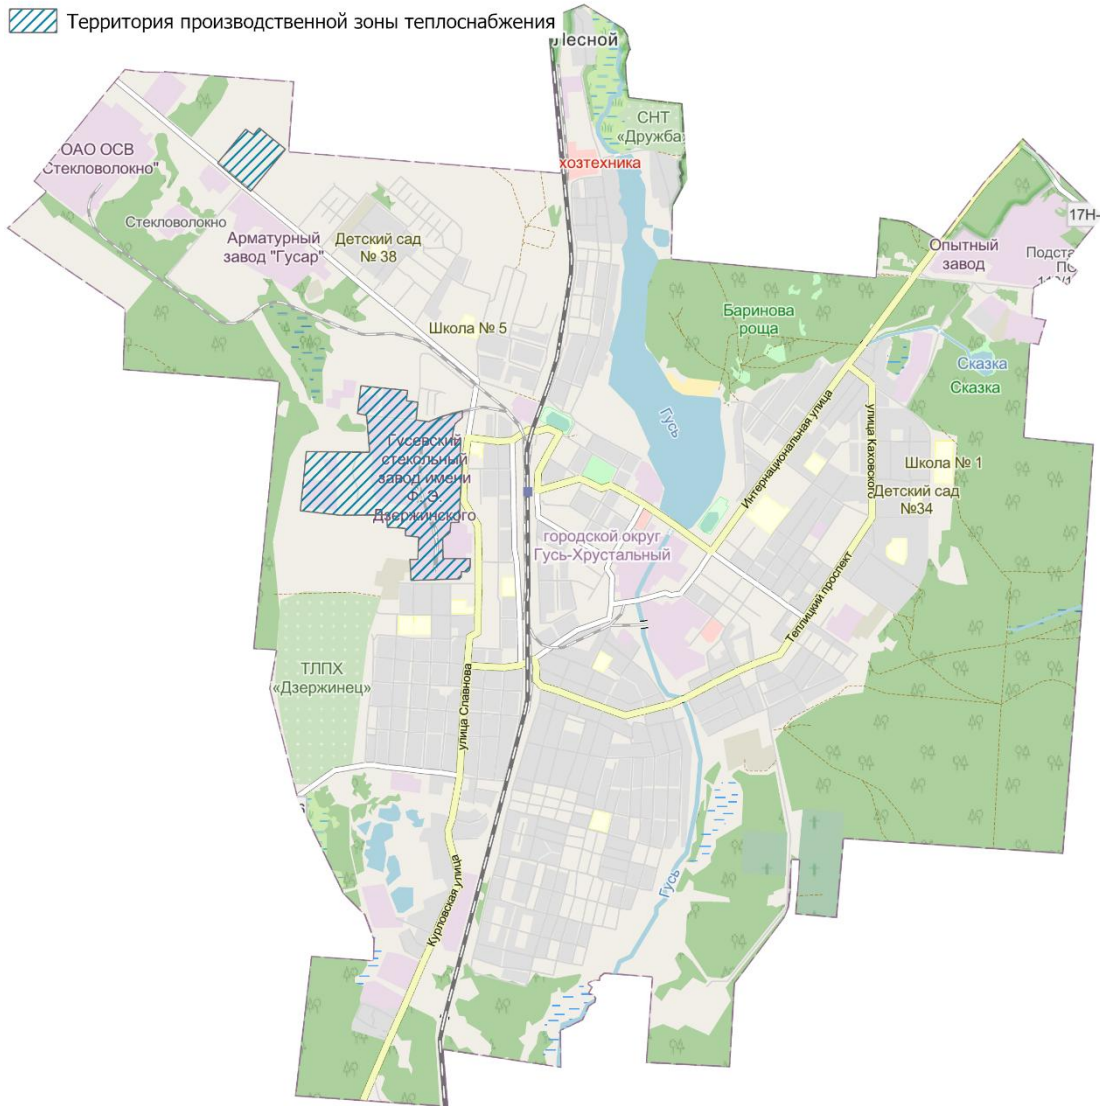 Территория производственной зоны теплоснабжения
Лесной
СНТ
«Дружба
хозтехника
ОАО ОСВ
Стекловолокно"
Стекловолокно
Арматурный
завод "Гусар"
Детский сад
№ 38
Школа № 5
17Н-
Опытный
завод
Подста
ПС
Баринова
роща
Сказка
Сказка
Гусь
Интернациональная улица
улица Каховского
Школа № 1
Детский сад
№34
Гусевский
стекольный
завод имени
Ф. Э.
Дзержинского
городской округ
Гусь-Хрустальный
Теплицкий проспект
ТЛПХ
«Дзержинец»
улица Славнова
Курловская улица
Гусь